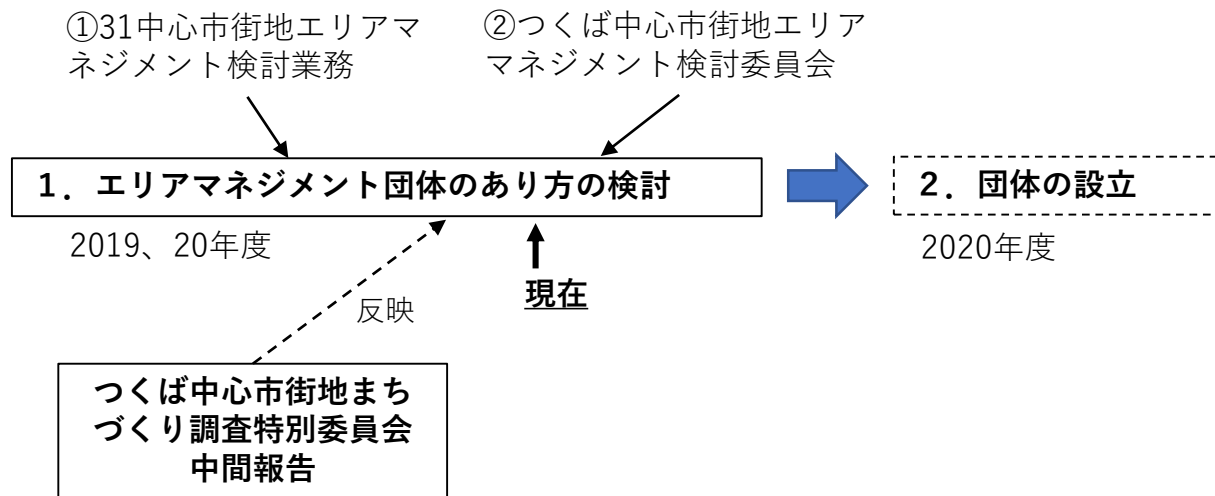 ①31中心市街地エリアマ
ネジメント検討業務
②つくば中心市街地エリア
マネジメント検討委員会
1．エリアマネジメント団体のあり方の検討
2．団体の設立
2019、20年度
2020年度
現在
反映
つくば中心市街地まち
づくり調査特別委員会
中間報告